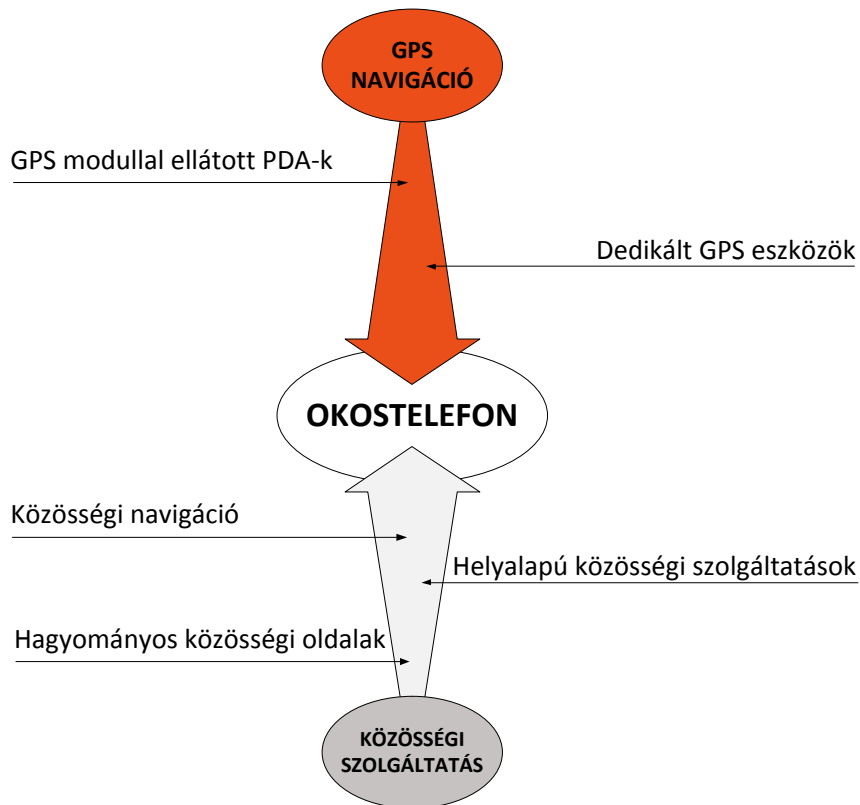 GPS
NAVIGÁCIÓ
GPS modullal ellátott PDA-k
Dedikált GPS eszközök
OKOSTELEFON
Közösségi navigáció
Helyalapú közösségi szolgáltatások
Hagyományos közösségi oldalak
KÖZÖSSÉGI
SZOLGÁLTATÁS